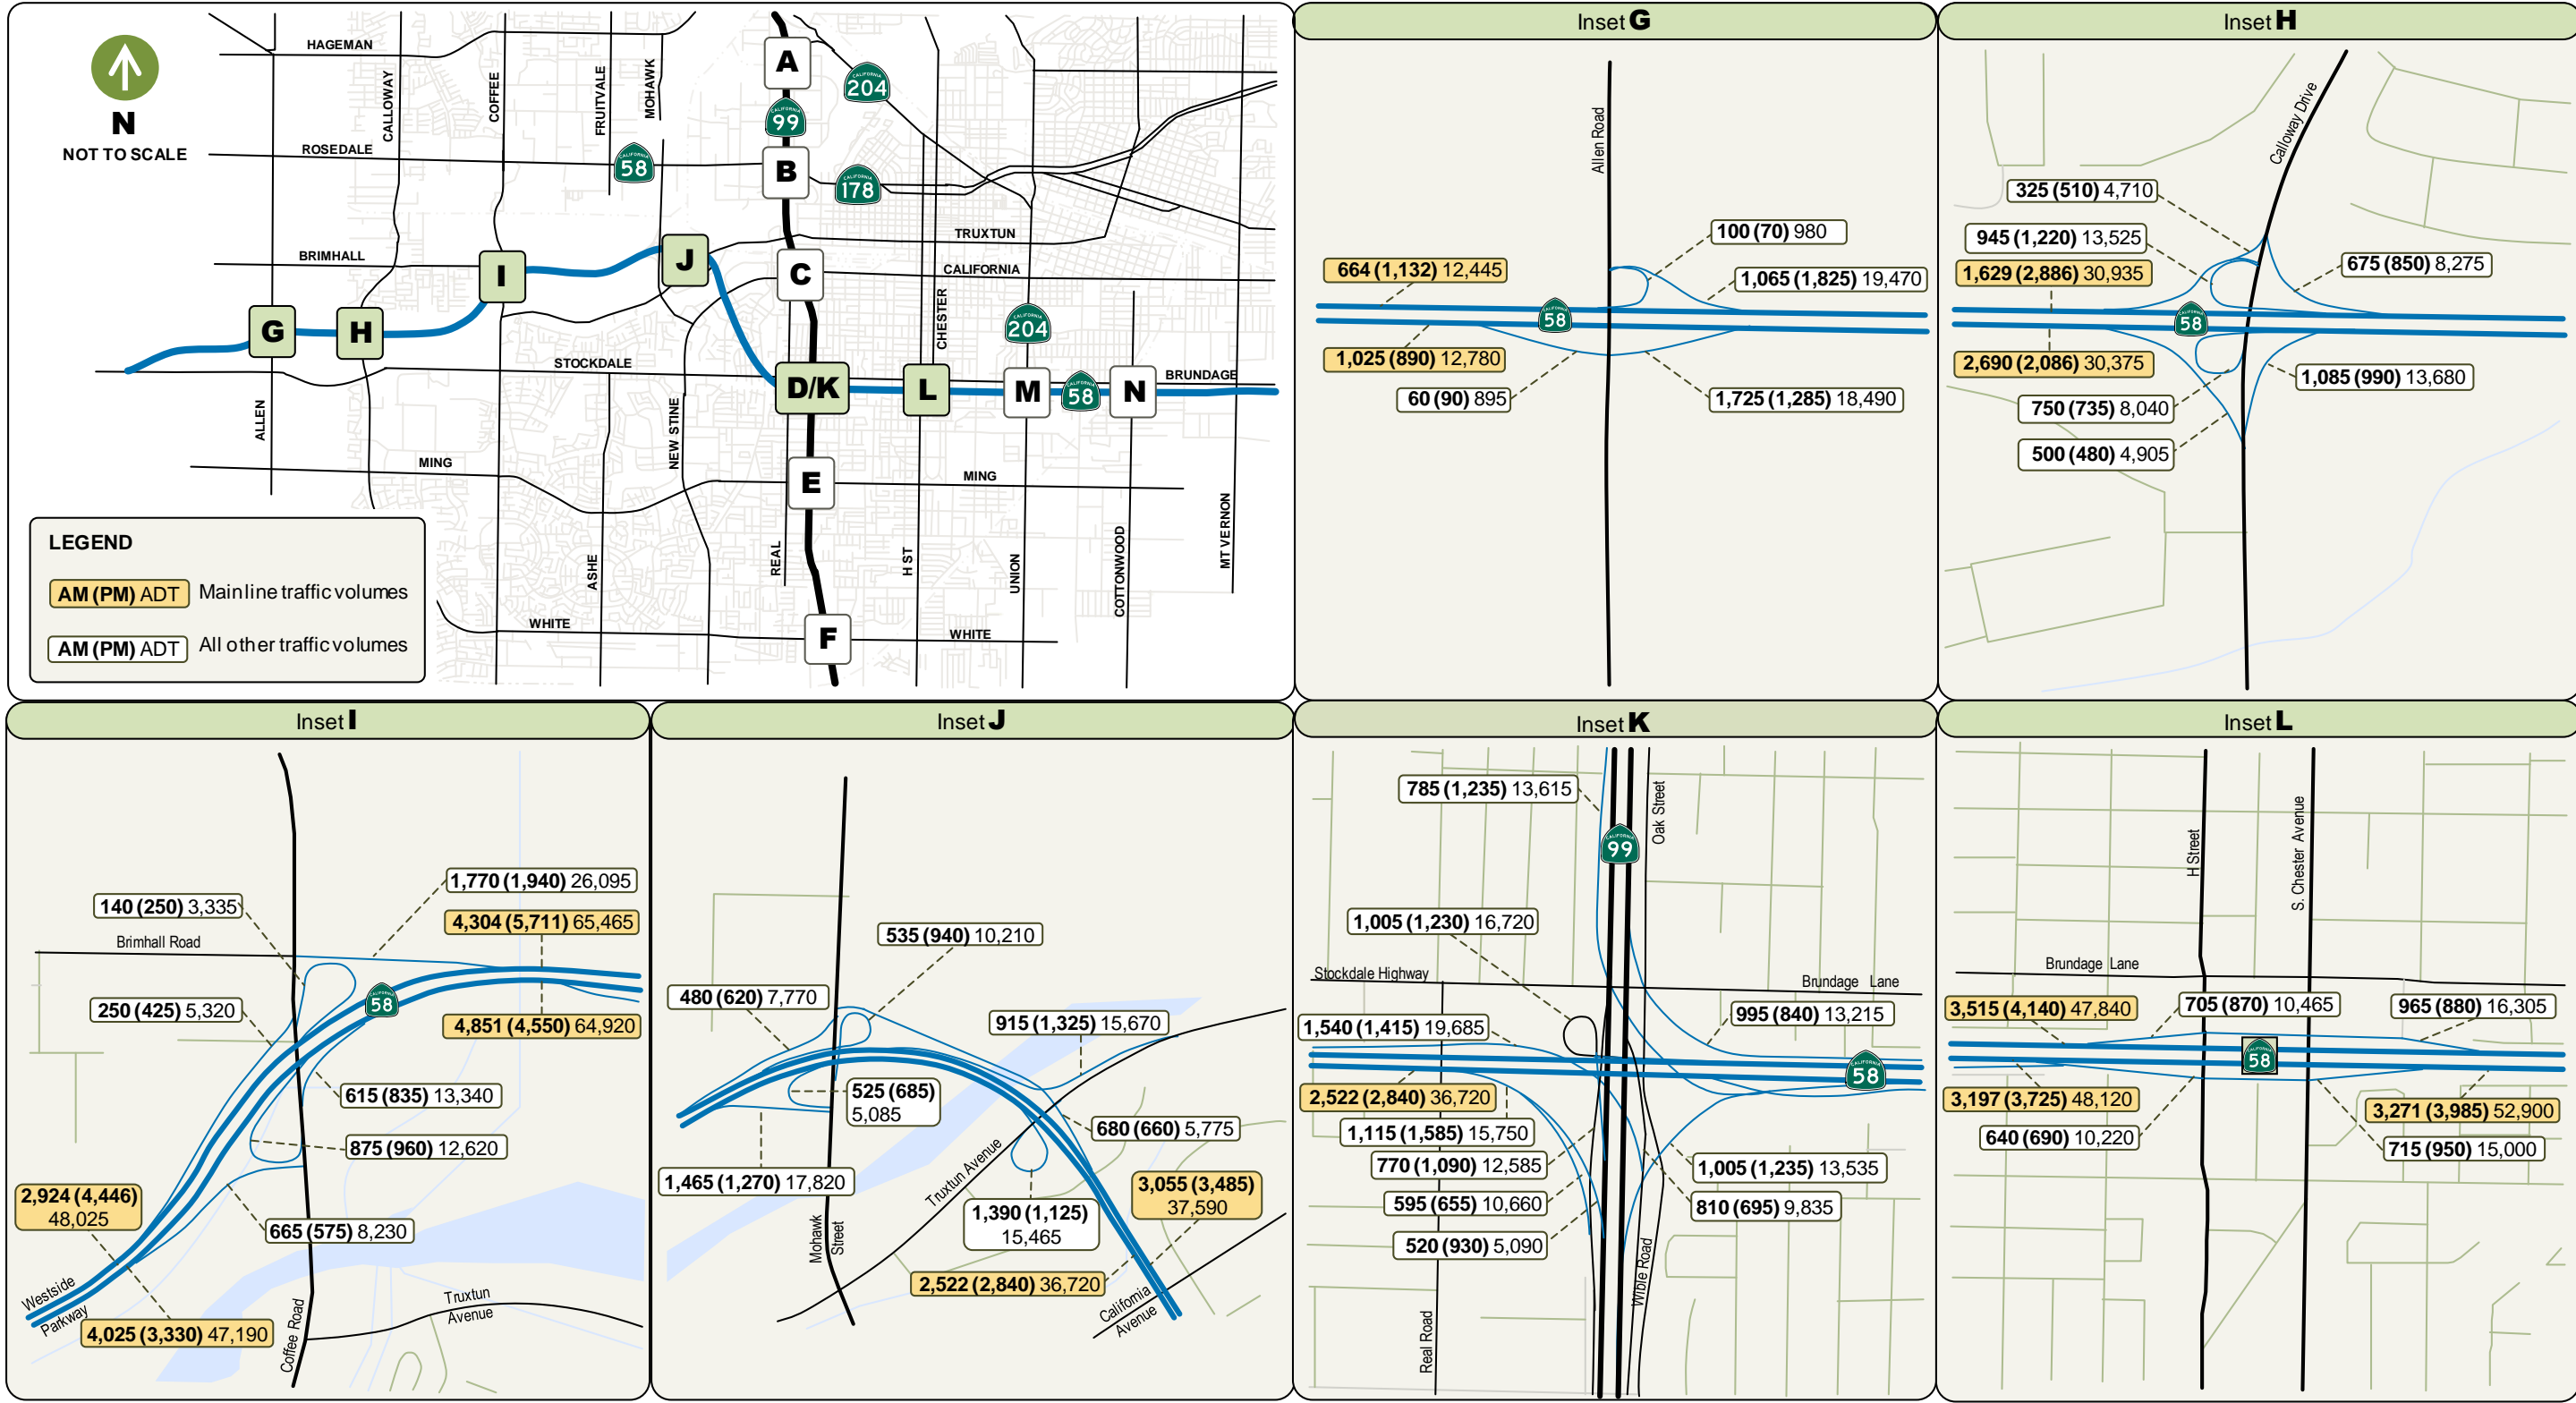 N
NOT TO SCALE
HAGEMAN
CALLOWAY
COFFEE
FRUITVALE
MOHAWK
ROSEDALE
CALIFORNIA
58
A
CALIFORNIA
204
CALIFORNIA
99
B
CALIFORNIA
178
TRUXTUN
BRIMHALL
I
J
C
CALIFORNIA
G
H
CHESTER
CALIFORNIA
204
STOCKDALE
D/K
L
M
CALIFORNIA
58
N
BRUNDAGE
ALLEN
NEW STINE
MING
E
MING
ASHE
REAL
H ST
UNION
COTTONWOOD
MT VERNON
WHITE
F
WHITE
LEGEND
AM (PM) ADT Mainline traffic volumes
AM (PM) ADT All other traffic volumes
Inset G
Allen Road
100 (70) 980
664 (1,132) 12,445
1,065 (1,825) 19,470
CALIFORNIA
58
1,025 (890) 12,780
60 (90) 895
1,725 (1,285) 18,490
Inset H
Calloway Drive
325 (510) 4,710
945 (1,220) 13,525
1,629 (2,886) 30,935
675 (850) 8,275
CALIFORNIA
58
2,690 (2,086) 30,375
1,085 (990) 13,680
750 (735) 8,040
500 (480) 4,905
Inset I
1,770 (1,940) 26,095
140 (250) 3,335
4,304 (5,711) 65,465
Brimhall Road
CALIFORNIA
58
250 (425) 5,320
4,851 (4,550) 64,920
615 (835) 13,340
875 (960) 12,620
2,924 (4,446)
48,025
665 (575) 8,230
Westside
Parkway
4,025 (3,330) 47,190
Coffee Road
Truxtun
Avenue
Inset J
535 (940) 10,210
480 (620) 7,770
915 (1,325) 15,670
525 (685)
5,085
680 (660) 5,775
1,465 (1,270) 17,820
Truxtun Avenue
3,055 (3,485)
37,590
1,390 (1,125)
15,465
Mohawk
Street
2,522 (2,840) 36,720
California
Avenue
Inset K
785 (1,235) 13,615
Oak Street
CALIFORNIA
99
1,005 (1,230) 16,720
Stockdale Highway
Brundage Lane
1,540 (1,415) 19,685
995 (840) 13,215
CALIFORNIA
58
2,522 (2,840) 36,720
1,115 (1,585) 15,750
770 (1,090) 12,585
1,005 (1,235) 13,535
595 (655) 10,660
810 (695) 9,835
520 (930) 5,090
Wible Road
Real Road
Inset L
H Street
S. Chester Avenue
Brundage Lane
3,515 (4,140) 47,840
705 (870) 10,465
965 (880) 16,305
CALIFORNIA
58
3,197 (3,725) 48,120
3,271 (3,985) 52,900
640 (690) 10,220
715 (950) 15,000